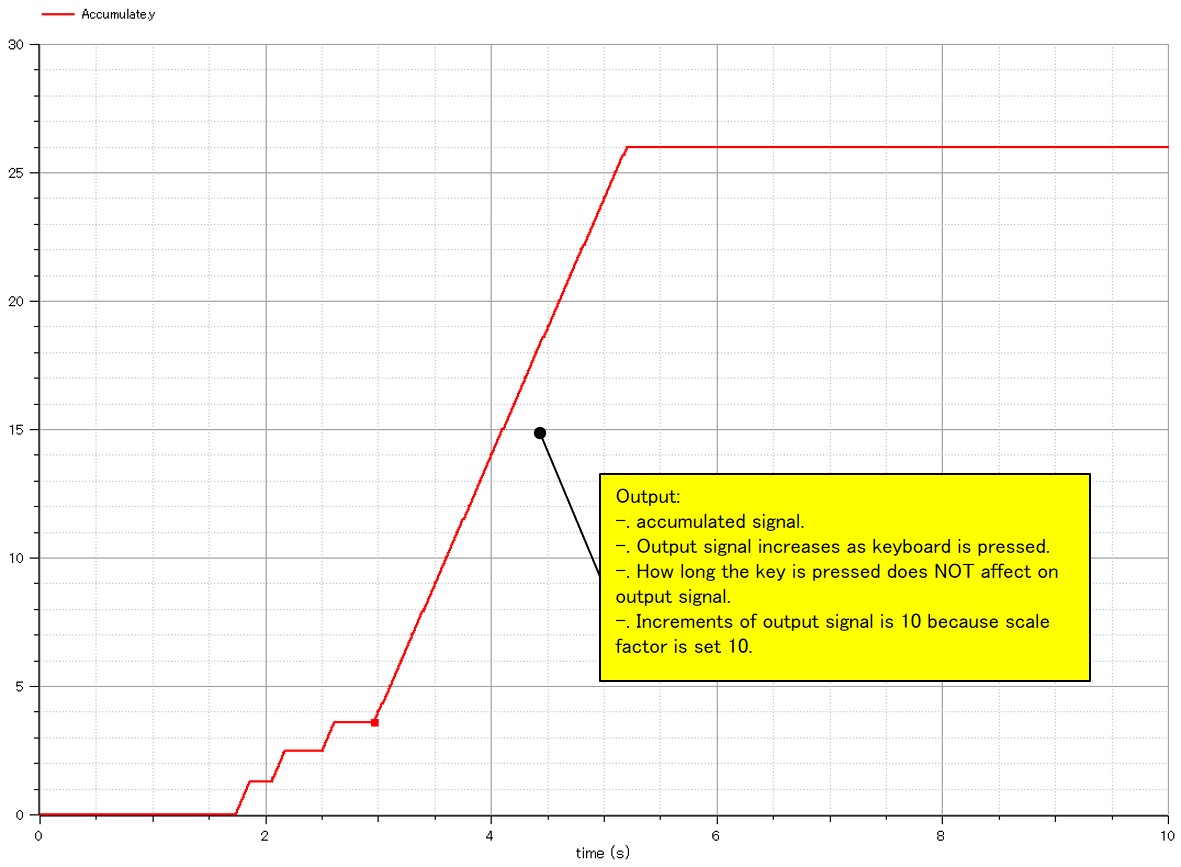 Accumulate.y
30
25
20
15
10
5
0
0 2 4 6 8 10
time (s)
Output:
-. accumulated signal.
-. Output signal increases as keyboard is pressed.
-. How long the key is pressed does NOT affect on
output signal.
-. Increments of output signal is 10 because scale
factor is set 10.